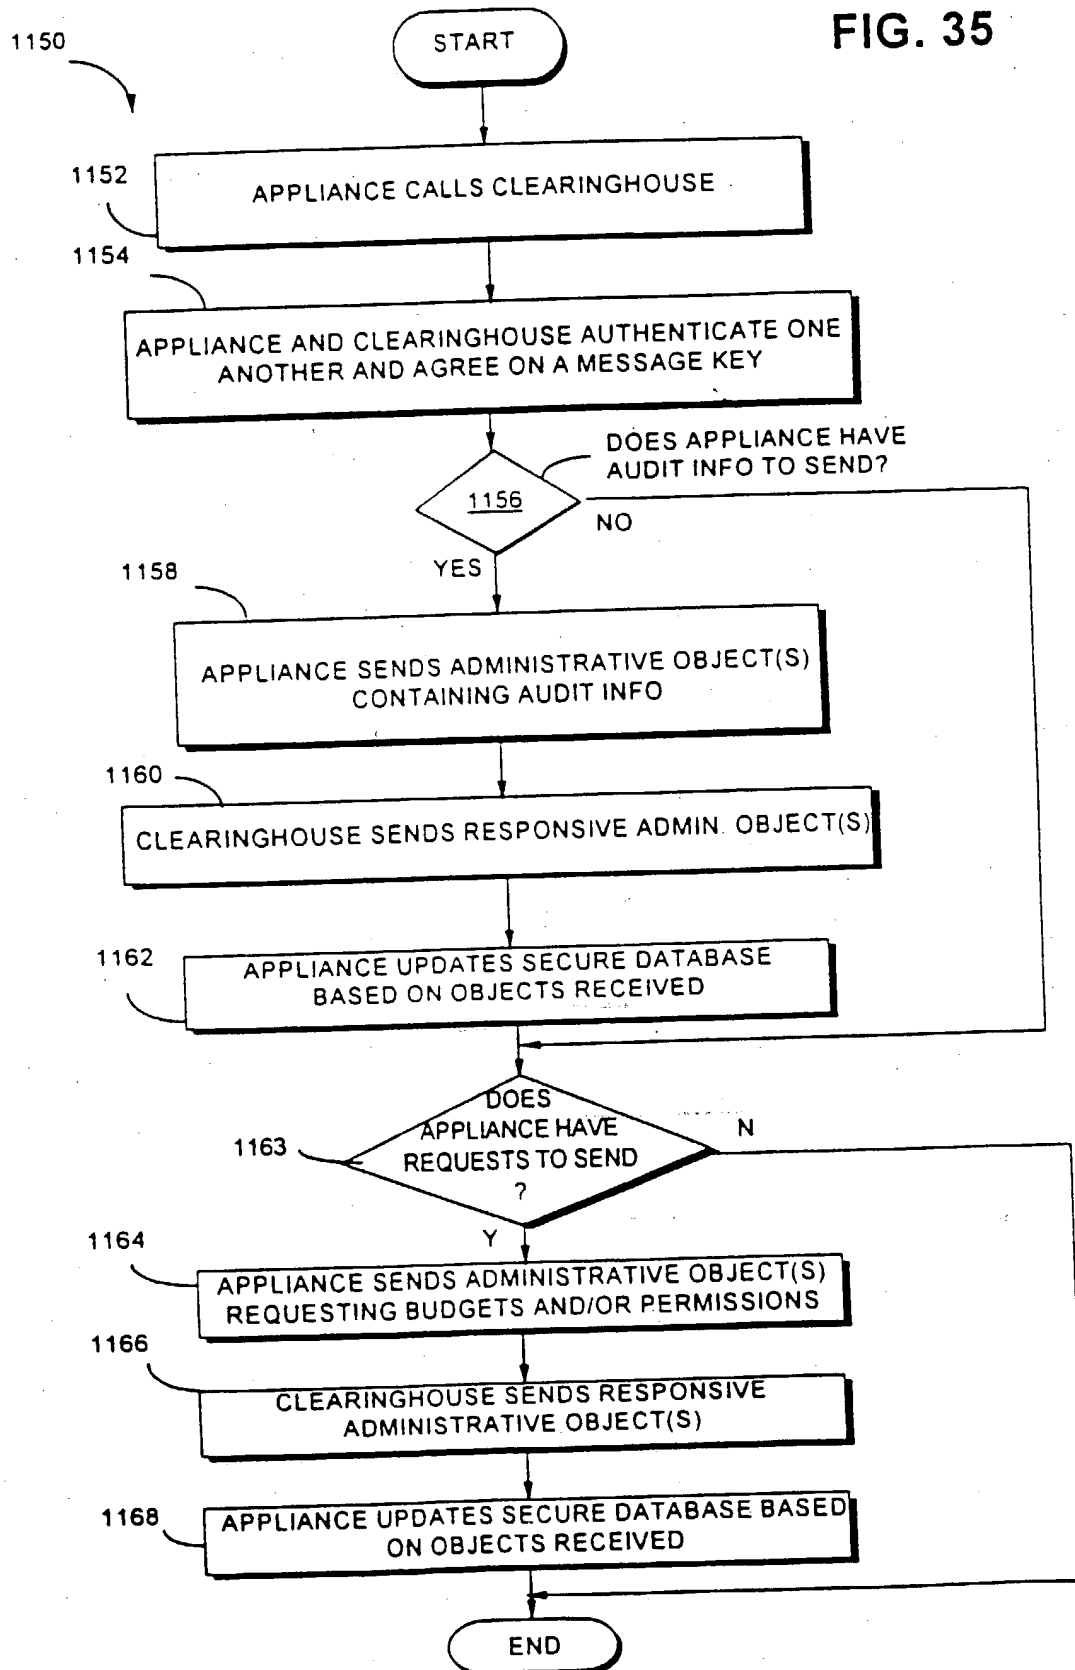 FIG. 35
1150
START
1152
APPLIANCE CALLS CLEARINGHOUSE
1154
APPLIANCE AND CLEARINGHOUSE AUTHENTICATE ONE
ANOTHER AND AGREE ON A MESSAGE KEY
DOES APPLIANCE HAVE
AUDIT INFO TO SEND?
1156
NO
YES
1158
APPLIANCE SENDS ADMINISTRATIVE OBJECT(S)
CONTAINING AUDIT INFO
1160
CLEARINGHOUSE SENDS RESPONSIVE ADMIN. OBJECT(S)
1162
APPLIANCE UPDATES SECURE DATABASE
BASED ON OBJECTS RECEIVED
DOES
APPLIANCE HAVE
REQUESTS TO SEND
?
1163
N
Y
1164
APPLIANCE SENDS ADMINISTRATIVE OBJECT(S)
REQUESTING BUDGETS AND/OR PERMISSIONS
1166
CLEARINGHOUSE SENDS RESPONSIVE
ADMINISTRATIVE OBJECT(S)
1168
APPLIANCE UPDATES SECURE DATABASE BASED
ON OBJECTS RECEIVED
END